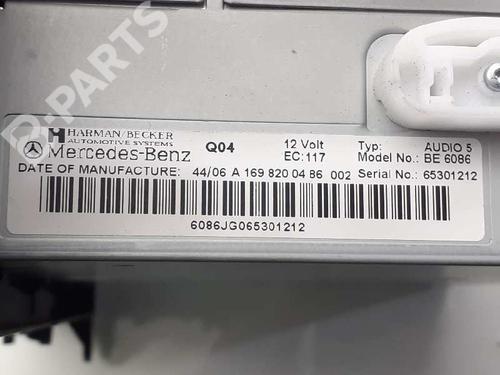 B-PARTS
HARMAN/BECKER
AUTOMOTIVE SYSTEMS
Mercedes-Benz
Q04
12 Volt
EC:117
Typ: AUDIO 5
Model No.: BE 6086
DATE OF MANUFACTURE: 44/06 A 169 820 04 86 002 Serial No.: 65301212
6086JG065301212